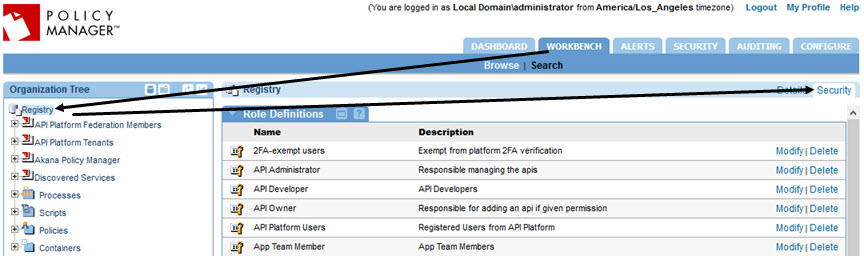 POLICY
MANAGER™
(You are logged in as Local Domain\administrator from America/Los_Angeles timezone) Logout My Profile Help
DASHBOARD WORKBENCH ALERTS SECURITY AUDITING CONFIGURE
Browse | Search
Organization Tree
Registry
API Platform Federation Members
API Platform Tenants
Akana Policy Manager
Discovered Services
Processes
Scripts
Policies
Containers
Registry Details Security
Role Definitions
Name Description
2FA-exempt users Exempt from platform 2FA verification Modify | Delete
API Administrator Responsible managing the apis Modify | Delete
API Developer API Developers Modify | Delete
API Owner Responsible for adding an api if given permission Modify | Delete
API Platform Users Registered Users from API Platform Modify | Delete
App Team Member App Team Members Modify | Delete